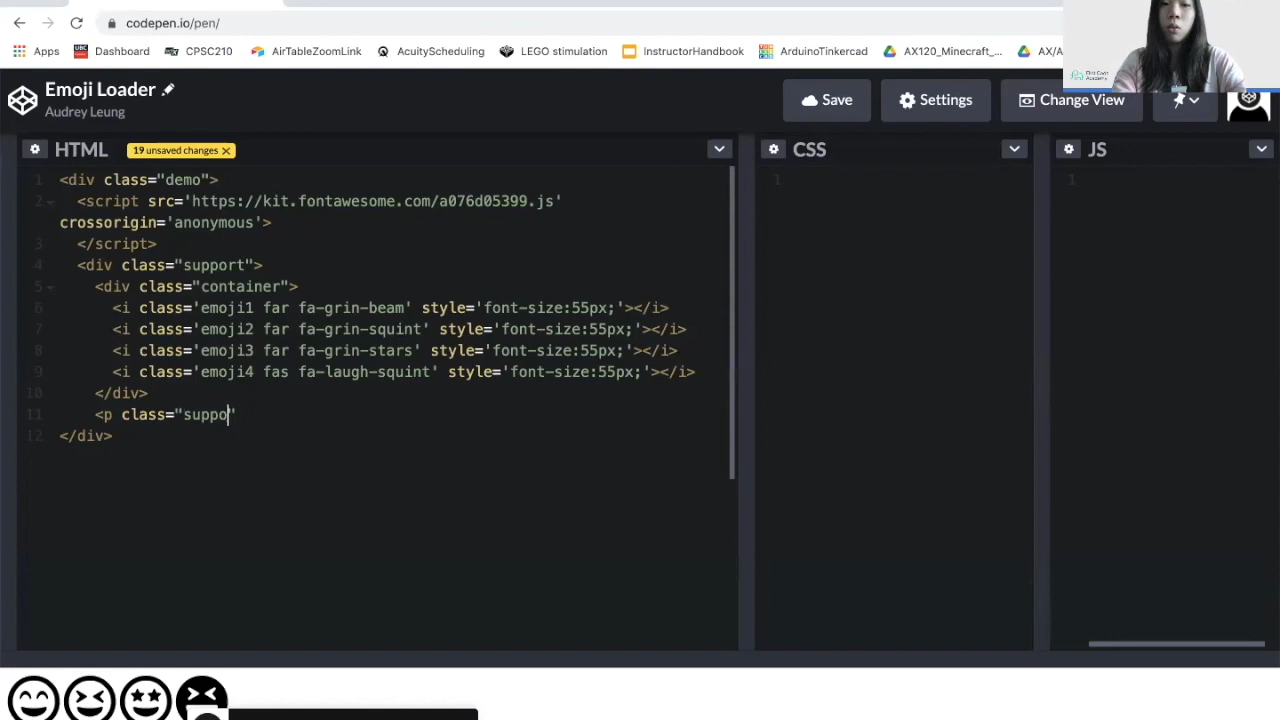 codepen.io/pen/
Apps Dashboard CPSC210 AirTableZoomLink AcuityScheduling LEGO stimulation InstructorHandbook ArduinoTinkercad AX120_Minecraft_... AX/A
First Code
Academy
Emoji Loader
Audrey Leung
Save Settings Change View
HTML 19 unsaved changes × CSS JS
1 <div class="demo">
2 <script src='https://kit.fontawesome.com/a076d05399.js'
crossorigin='anonymous'>
3 </script>
4 <div class="support">
5 <div class="container">
6 <i class='emoji1 far fa-grin-beam' style='font-size:55px;'></i>
7 <i class='emoji2 far fa-grin-squint' style='font-size:55px;'></i>
8 <i class='emoji3 far fa-grin-stars' style='font-size:55px;'></i>
9 <i class='emoji4 fas fa-laugh-squint' style='font-size:55px;'></i>
10 </div>
11 <p class="suppo"
12 </div>
1
1